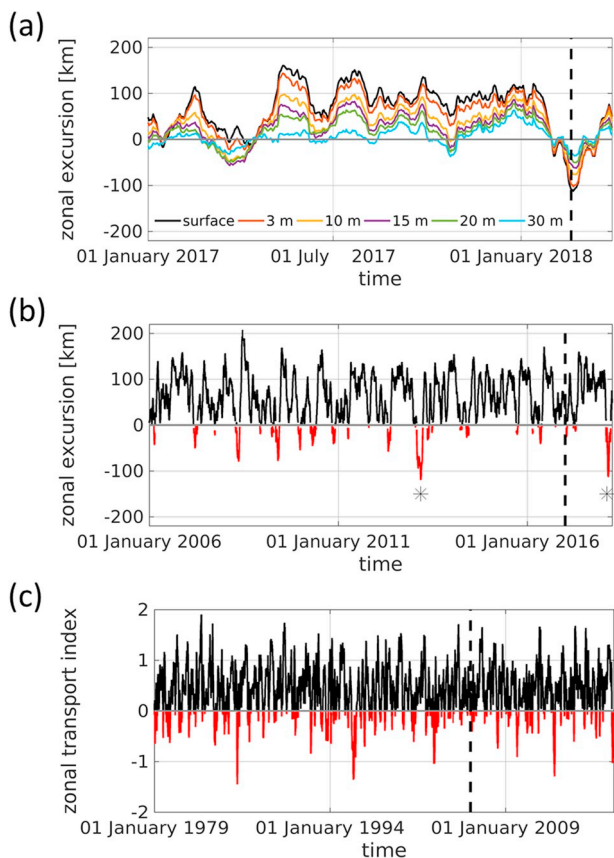 (a)
200
100
0
-100
-200
zonal excursion [km]
surface 3 m 10 m 15 m 20 m 30 m
01 January 2017 01 July 2017 01 January 2018
time
(b)
200
100
0
-100
-200
zonal excursion [km]
01 January 2006 01 January 2011 01 January 2016
time
(c)
2
1
0
-1
-2
zonal transport index
01 January 1979 01 January 1994 01 January 2009
time